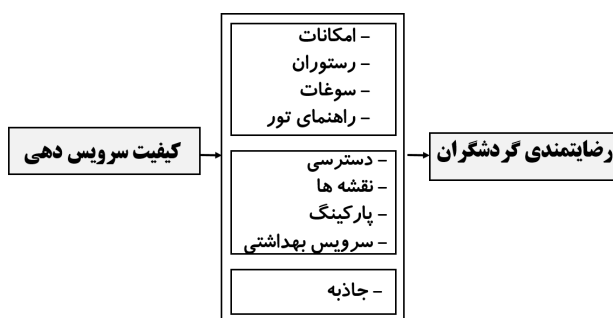 کیفیت سرویس دهی
- امکانات
- رستوران
- سوغات
- راهنمای تور
- دسترسی
- نقشه ها
- پارکینگ
- سرویس بهداشتی
- جاذبه
رضایتمندی گردشگران